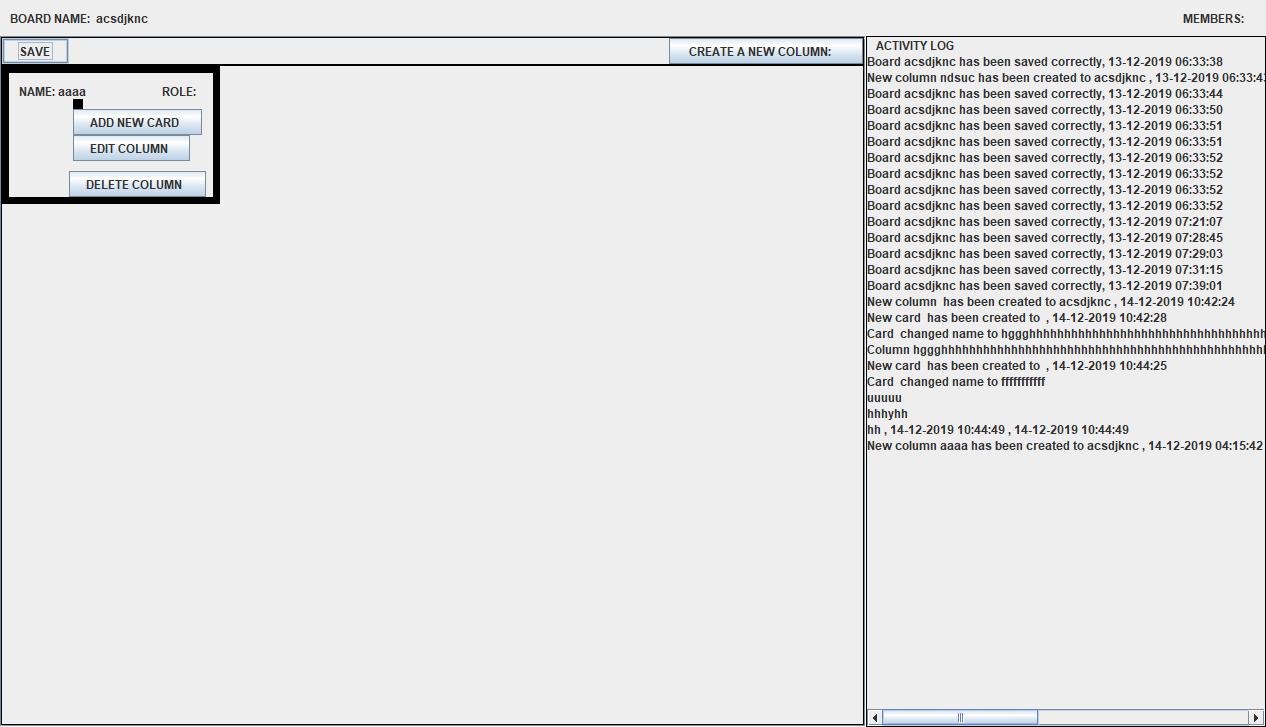 BOARD NAME: acsdjknc
MEMBERS:
SAVE
CREATE A NEW COLUMN:
NAME: aaaa ROLE:
ADD NEW CARD
EDIT COLUMN
DELETE COLUMN
ACTIVITY LOG
Board acsdjknc has been saved correctly, 13-12-2019 06:33:38
New column ndsuc has been created to acsdjknc , 13-12-2019 06:33:43
Board acsdjknc has been saved correctly, 13-12-2019 06:33:44
Board acsdjknc has been saved correctly, 13-12-2019 06:33:50
Board acsdjknc has been saved correctly, 13-12-2019 06:33:51
Board acsdjknc has been saved correctly, 13-12-2019 06:33:51
Board acsdjknc has been saved correctly, 13-12-2019 06:33:52
Board acsdjknc has been saved correctly, 13-12-2019 06:33:52
Board acsdjknc has been saved correctly, 13-12-2019 06:33:52
Board acsdjknc has been saved correctly, 13-12-2019 06:33:52
Board acsdjknc has been saved correctly, 13-12-2019 07:21:07
Board acsdjknc has been saved correctly, 13-12-2019 07:28:45
Board acsdjknc has been saved correctly, 13-12-2019 07:29:03
Board acsdjknc has been saved correctly, 13-12-2019 07:31:15
Board acsdjknc has been saved correctly, 13-12-2019 07:39:01
New column  has been created to acsdjknc , 14-12-2019 10:42:24
New card  has been created to  , 14-12-2019 10:42:28
Card  changed name to hggghhhhhhhhhhhhhhhhhhhhhhhhhhhhhhhhhhhhh
Column hggghhhhhhhhhhhhhhhhhhhhhhhhhhhhhhhhhhhhhhhhhhhhhhhhh
New card  has been created to  , 14-12-2019 10:44:25
Card  changed name to fffffffffff
uuuuu
hhhyhh
hh , 14-12-2019 10:44:49 , 14-12-2019 10:44:49
New column aaaa has been created to acsdjknc , 14-12-2019 04:15:42